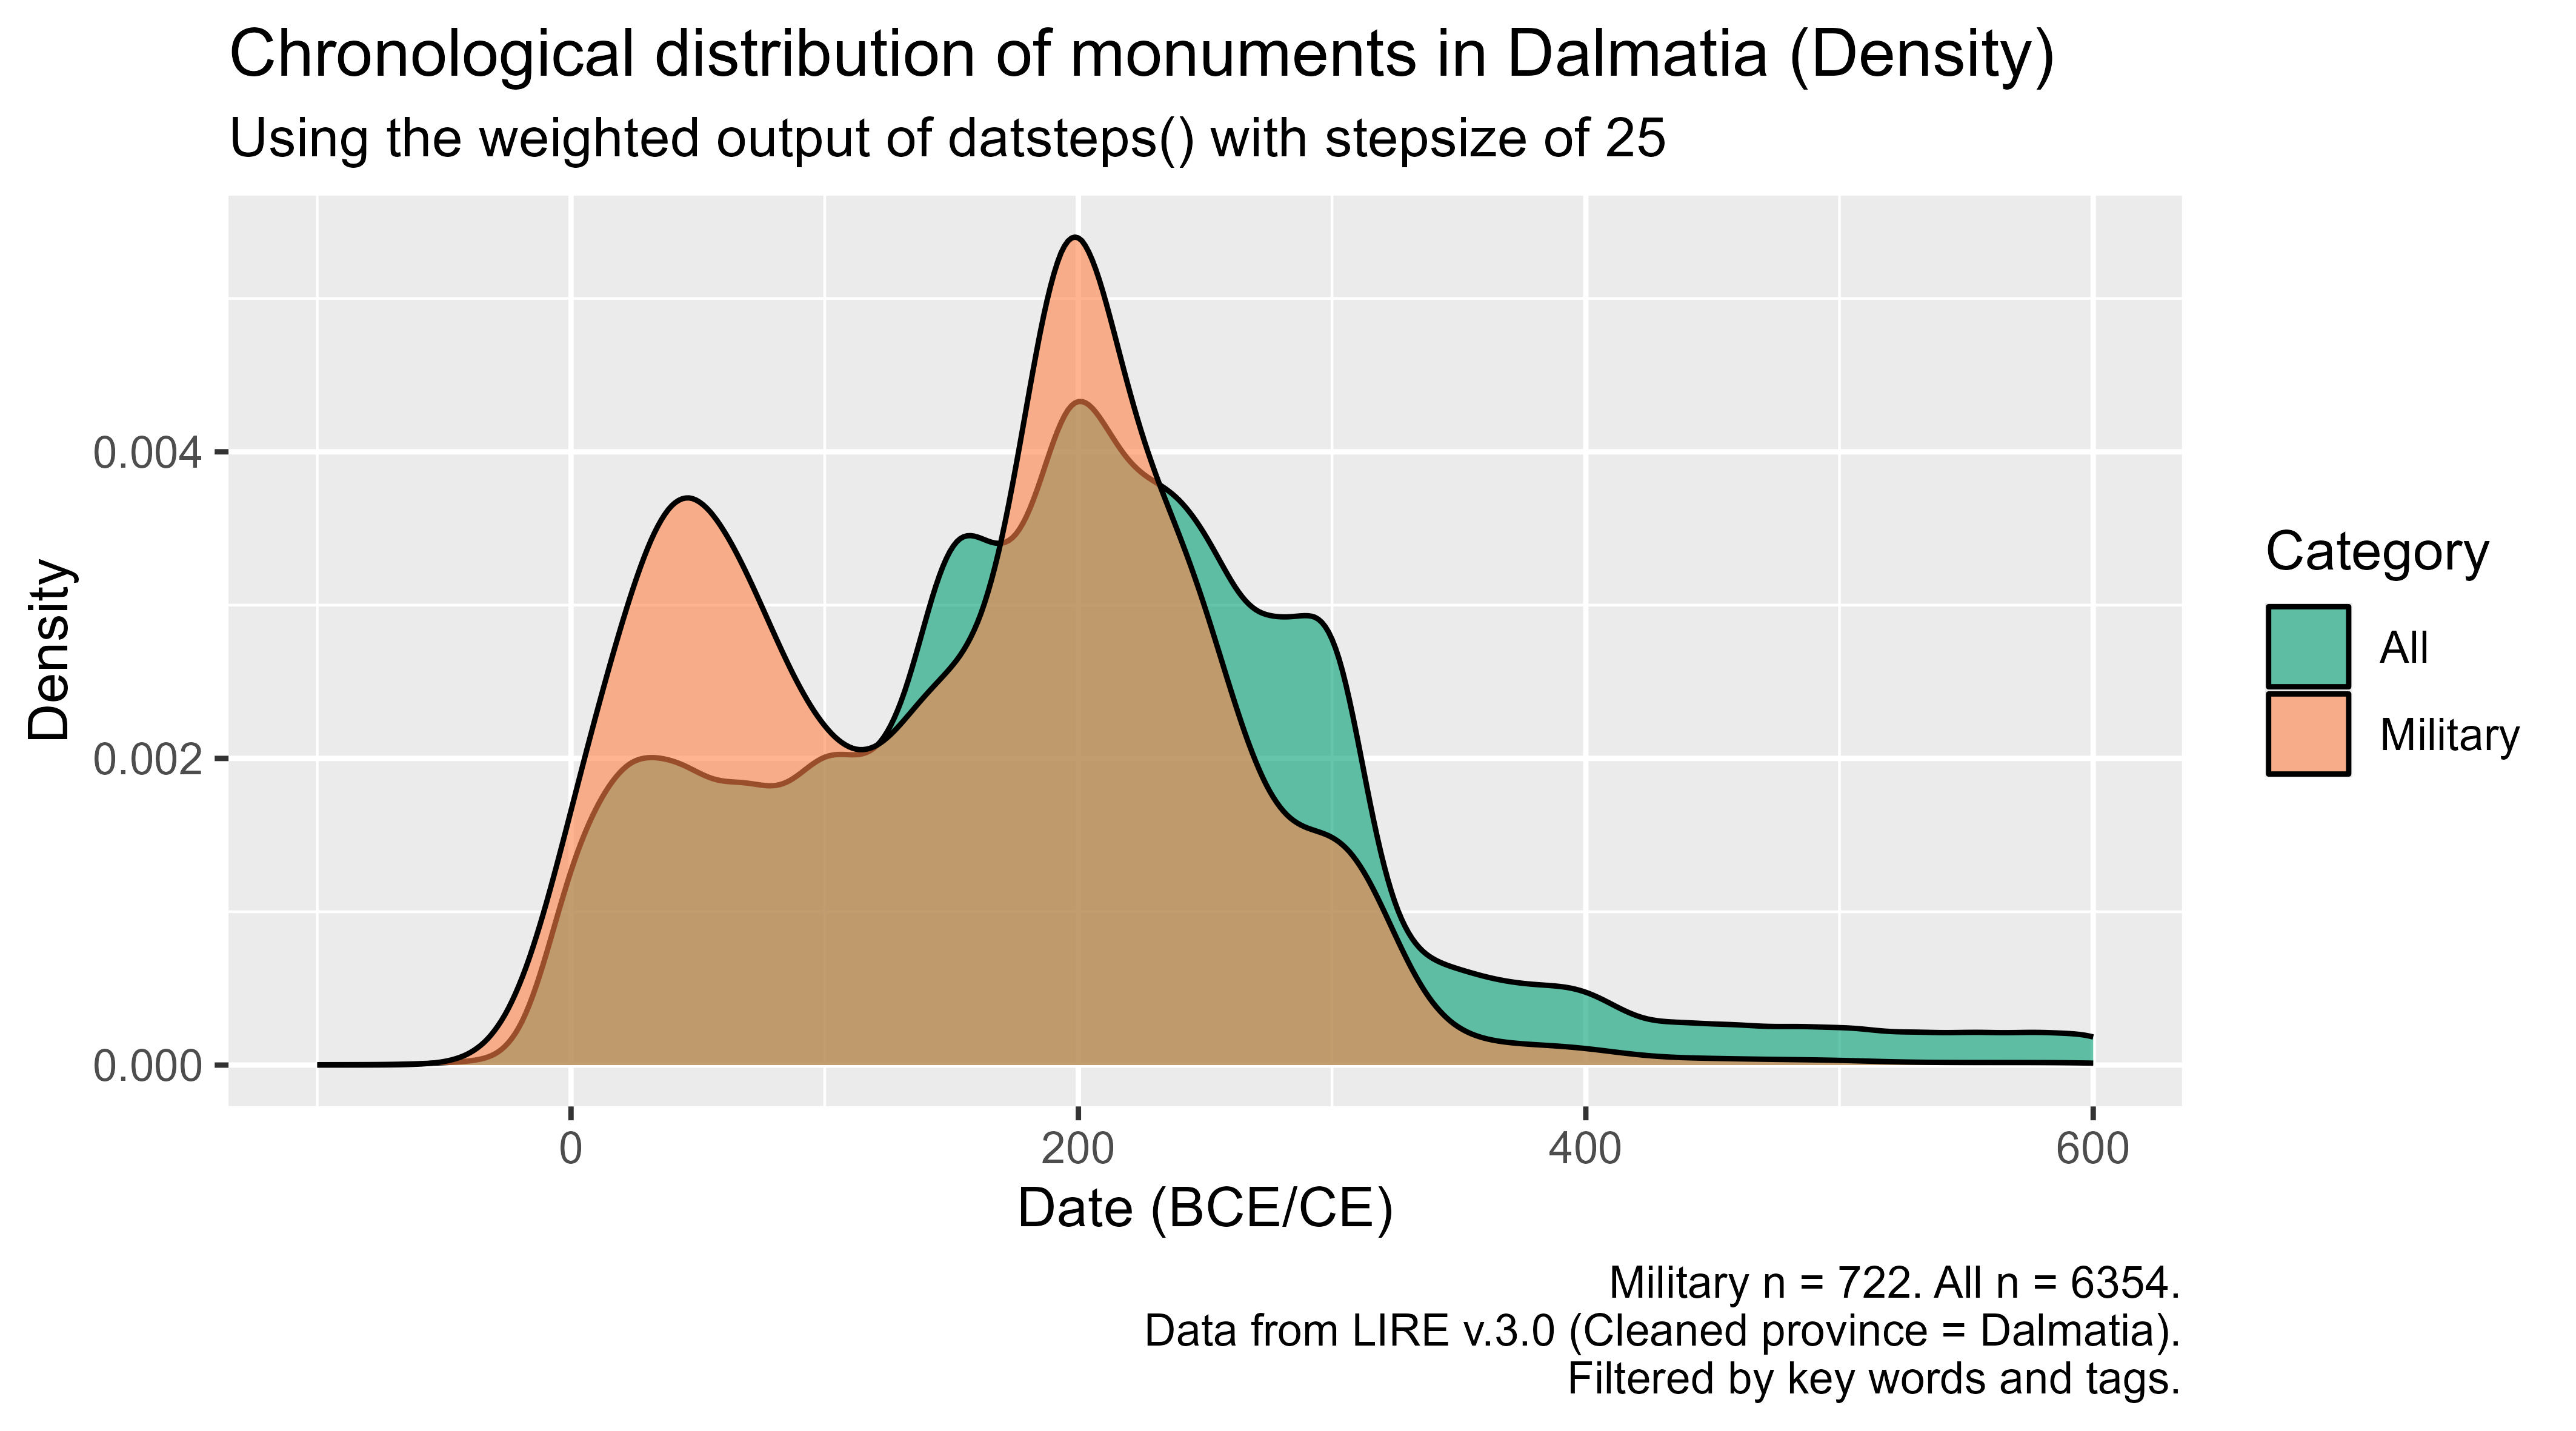 Chronological distribution of monuments in Dalmatia (Density)
Using the weighted output of datsteps() with stepsize of 25
Density
0.004
0.002
0.000
0
200
400
600
Date (BCE/CE)
Category
All
Military
Military n = 722. All n = 6354.
Data from LIRE v.3.0 (Cleaned province = Dalmatia).
Filtered by key words and tags.